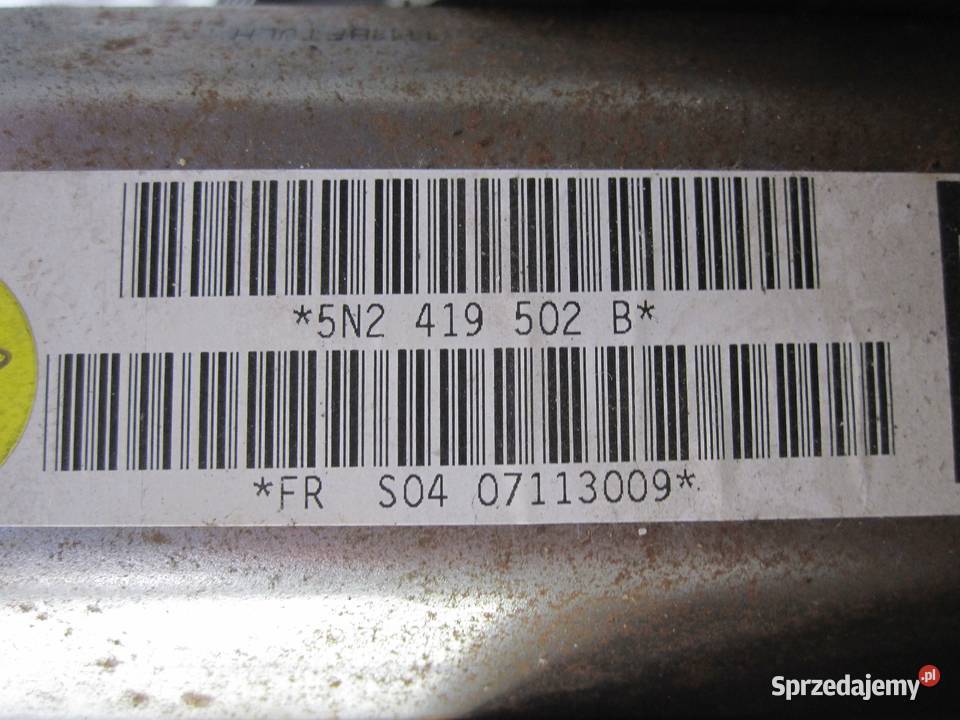 *5N2 419 502 B*
*FR  S04 07113009*
Sprzedajemy.pl